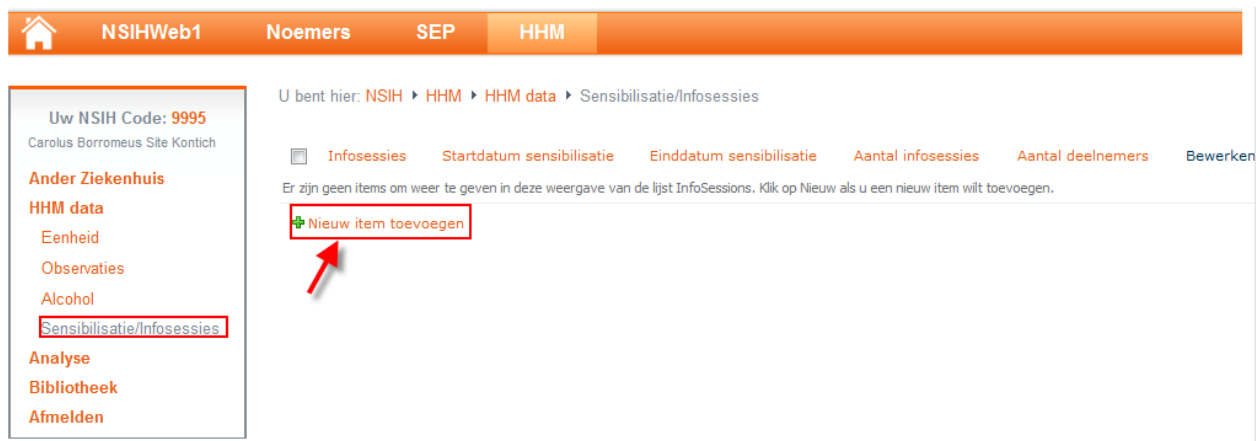 NSIHWeb1 Noemers SEP HHM
Uw NSIH Code: 9995
Carolus Borromeus Site Kontich
Ander Ziekenhuis
HHM data
Eenheid
Observaties
Alcohol
Sensibilisatie/Infosessies
Analyse
Bibliotheek
Afmelden
U bent hier: NSIH HHM HHM data Sensibilisatie/Infosessies
Infosessies Startdatum sensibilisatie Einddatum sensibilisatie Aantal infosessies Aantal deelnemers Bewerken
Er zijn geen items om weer te geven in deze weergave van de lijst InfoSessions. Klik op Nieuw als u een nieuw item wilt toevoegen.
Nieuw item toevoegen